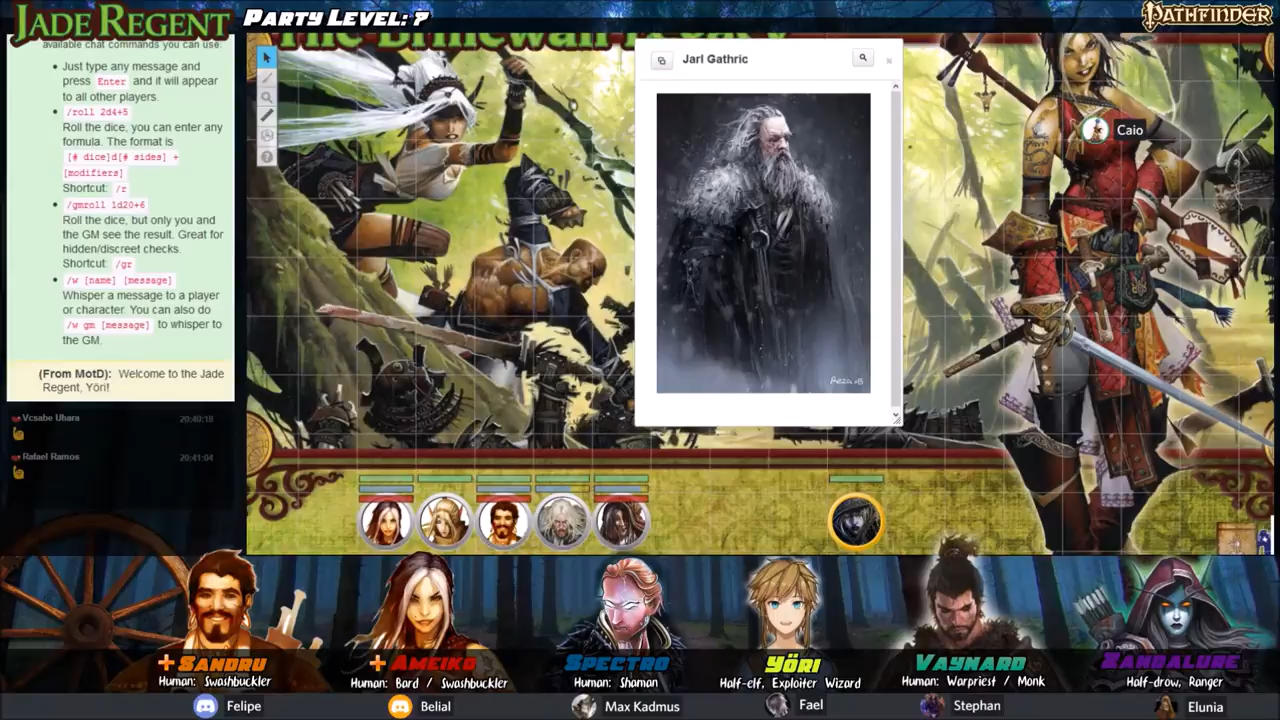 JADE REGENT
PARTY LEVEL: 7
PATHFINDER
available chat commands you can use:
Just type any message and
press Enter and it will appear
to all other players.
/roll 2d4+5
Roll the dice, you can enter any
formula. The format is
[# dice]d[# sides] +
[modifiers]
Shortcut: /r
/gmroll 1d20+6
Roll the dice, but only you and
the GM see the result. Great for
hidden/discreet checks.
Shortcut: /gr
/w [name] [message]
Whisper a message to a player
or character. You can also do
/w gm [message] to whisper to
the GM.
(From MotD): Welcome to the Jade
Regent, Yöri!
Vcsabe Uhara 20:40:18
Rafael Ramos 20:41:04
The Brinewall Legacy
Jarl Gathric
Caio
+ SANDRU
Human: Swashbuckler
Felipe
+ AMEIKO
Human: Bard / Swashbuckler
Belial
SPECTRO
Human: Shaman
Max Kadmus
YÖRI
Half-elf, Exploiter Wizard
Fael
VAYNARD
Human: Warpriest / Monk
Stephan
ZANDALURE
Half-drow, Ranger
Elunia